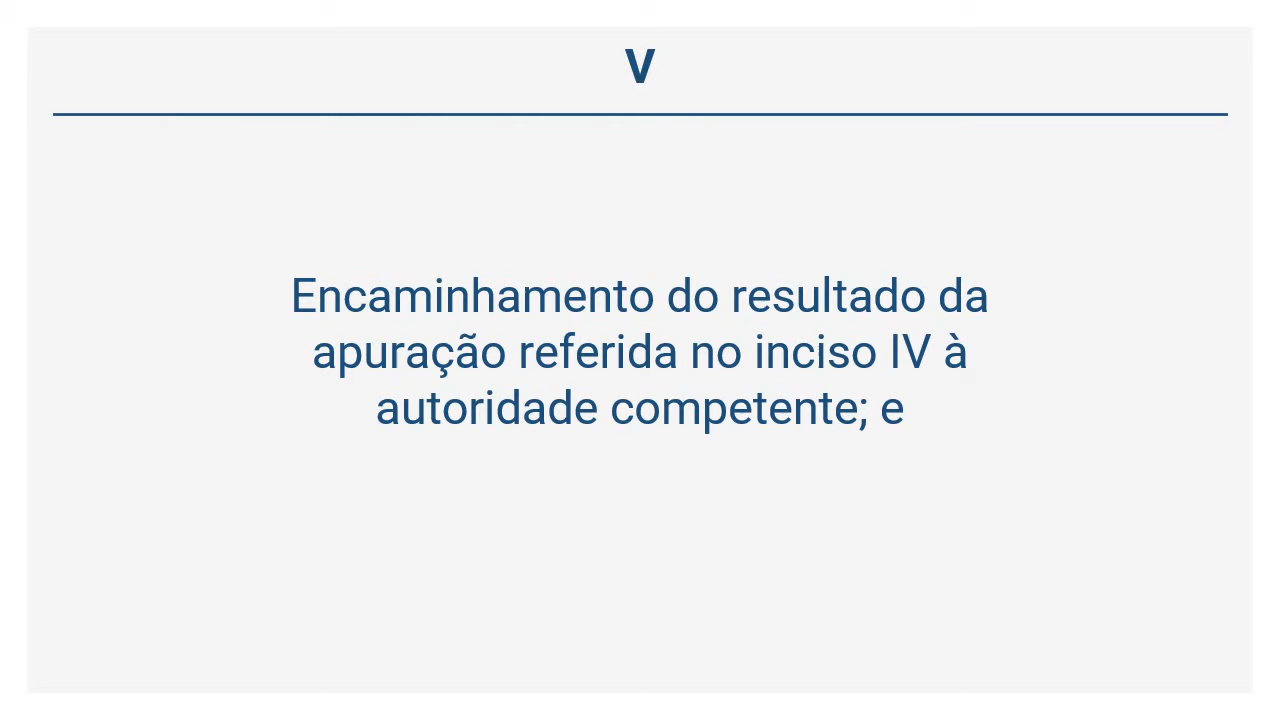 V
Encaminhamento do resultado da
apuração referida no inciso IV à
autoridade competente; e